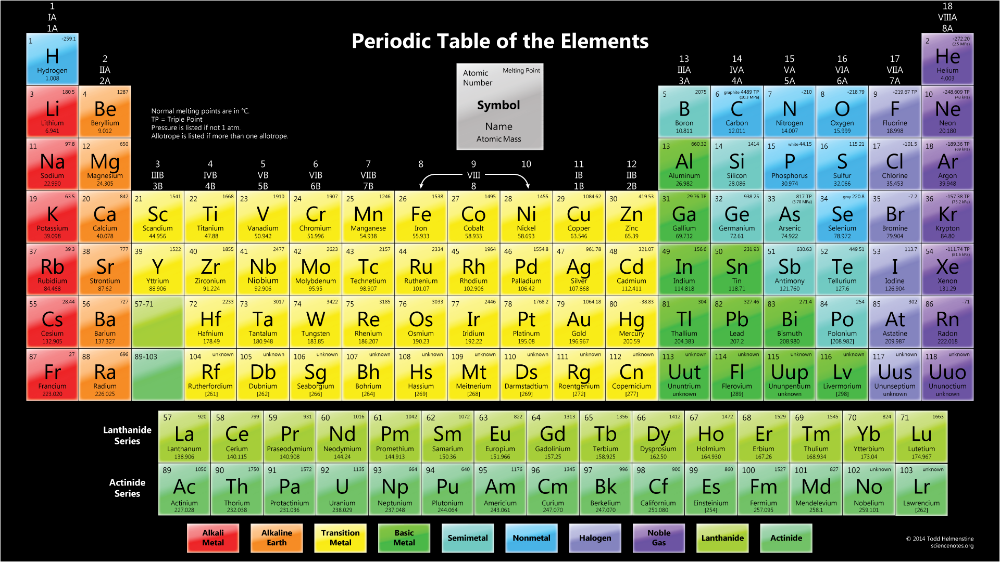 1
IA
1A
18
VIIIA
8A
Periodic Table of the Elements
1 -259.1
H
Hydrogen
1.008
2 -272.20
(2.5 MPa)
He
Helium
4.003
2
IIA
2A
13
IIIA
3A
14
IVA
4A
15
VA
5A
16
VIA
6A
17
VIIA
7A
Atomic Number
Melting Point
Symbol
Name
Atomic Mass
Normal melting points are in °C.
TP = Triple Point
Pressure is listed if not 1 atm.
Allotrope is listed if more than one allotrope.
3 180.5
Li
Lithium
6.941
4 1287
Be
Beryllium
9.012
5 2075
B
Boron
10.811
6 graphite 4489 TP
(10.3 MPa)
C
Carbon
12.011
7 -210
N
Nitrogen
14.007
8 -218.79
O
Oxygen
15.999
9 -219.67 TP
F
Fluorine
18.998
10 -248.609 TP
(43 kPa)
Ne
Neon
20.180
11 97.8
Na
Sodium
22.990
12 650
Mg
Magnesium
24.305
13 660.32
Al
Aluminum
26.982
14 1414
Si
Silicon
28.086
15 white 44.15
P
Phosphorus
30.974
16 115.21
S
Sulfur
32.066
17 -101.5
Cl
Chlorine
35.453
18 -189.36 TP
(69 kPa)
Ar
Argon
39.948
3
IIIB
3B
4
IVB
4B
5
VB
5B
6
VIB
6B
7
VIIB
7B
8
9
VIII
8
10
11
IB
1B
12
IIB
2B
19 63.5
K
Potassium
39.098
20 842
Ca
Calcium
40.078
21 1541
Sc
Scandium
44.956
22 1668
Ti
Titanium
47.88
23 1910
V
Vanadium
50.942
24 1907
Cr
Chromium
51.996
25 1246
Mn
Manganese
54.938
26 1538
Fe
Iron
55.933
27 1495
Co
Cobalt
58.933
28 1455
Ni
Nickel
58.693
29 1084.62
Cu
Copper
63.546
30 419.53
Zn
Zinc
65.39
31 29.76 TP
Ga
Gallium
69.732
32 938.25
Ge
Germanium
72.61
33 817 TP
(3.70 MPa)
As
Arsenic
74.922
34 gray 220.8
Se
Selenium
78.972
35 -7.2
Br
Bromine
79.904
36 -157.38 TP
(73.2 kPa)
Kr
Krypton
84.80
37 39.3
Rb
Rubidium
84.468
38 777
Sr
Strontium
87.62
39 1522
Y
Yttrium
88.906
40 1855
Zr
Zirconium
91.224
41 2477
Nb
Niobium
92.906
42 2623
Mo
Molybdenum
95.95
43 2157
Tc
Technetium
98.907
44 2334
Ru
Ruthenium
101.07
45 1964
Rh
Rhodium
102.906
46 1554.8
Pd
Palladium
106.42
47 961.78
Ag
Silver
107.868
48 321.07
Cd
Cadmium
112.411
49 156.6
In
Indium
114.818
50 231.93
Sn
Tin
118.71
51 630.63
Sb
Antimony
121.760
52 449.51
Te
Tellurium
127.6
53 113.7
I
Iodine
126.904
54 -111.74 TP
(81.6 kPa)
Xe
Xenon
131.29
55 28.44
Cs
Cesium
132.905
56 727
Ba
Barium
137.327
57-71
72 2233
Hf
Hafnium
178.49
73 3017
Ta
Tantalum
180.948
74 3422
W
Tungsten
183.85
75 3185
Re
Rhenium
186.207
76 3033
Os
Osmium
190.23
77 2446
Ir
Iridium
192.22
78 1768.2
Pt
Platinum
195.08
79 1064.18
Au
Gold
196.967
80 -38.83
Hg
Mercury
200.59
81 304
Tl
Thallium
204.383
82 327.46
Pb
Lead
207.2
83 271.4
Bi
Bismuth
208.980
84 254
Po
Polonium
[208.982]
85 302
At
Astatine
209.987
86 -71
Rn
Radon
222.018
87 27
Fr
Francium
223.020
88 696
Ra
Radium
226.025
89-103
104 unknown
Rf
Rutherfordium
[261]
105 unknown
Db
Dubnium
[262]
106 unknown
Sg
Seaborgium
[266]
107 unknown
Bh
Bohrium
[264]
108 unknown
Hs
Hassium
[269]
109 unknown
Mt
Meitnerium
[268]
110 unknown
Ds
Darmstadtium
[269]
111 unknown
Rg
Roentgenium
[272]
112 unknown
Cn
Copernicium
[277]
113 unknown
Uut
Ununtrium
unknown
114 unknown
Fl
Flerovium
[289]
115 unknown
Uup
Ununpentium
unknown
116 unknown
Lv
Livermorium
[298]
117 unknown
Uus
Ununseptium
unknown
118 unknown
Uuo
Ununoctium
unknown
Lanthanide
Series
57 920
La
Lanthanum
138.906
58 799
Ce
Cerium
140.115
59 931
Pr
Praseodymium
140.908
60 1016
Nd
Neodymium
144.24
61 1042
Pm
Promethium
144.913
62 1072
Sm
Samarium
150.36
63 822
Eu
Europium
151.966
64 1313
Gd
Gadolinium
157.25
65 1356
Tb
Terbium
158.925
66 1412
Dy
Dysprosium
162.50
67 1472
Ho
Holmium
164.930
68 1529
Er
Erbium
167.26
69 1545
Tm
Thulium
168.934
70 824
Yb
Ytterbium
173.04
71 1663
Lu
Lutetium
174.967
Actinide
Series
89 1050
Ac
Actinium
227.028
90 1750
Th
Thorium
232.038
91 1572
Pa
Protactinium
231.036
92 1135
U
Uranium
238.029
93 664
Np
Neptunium
237.048
94 640
Pu
Plutonium
244.064
95 1176
Am
Americium
243.061
96 1345
Cm
Curium
247.070
97 996
Bk
Berkelium
247.070
98 900
Cf
Californium
251.080
99 860
Es
Einsteinium
[254]
100 1527
Fm
Fermium
257.095
101 827
Md
Mendelevium
258.1
102 unknown
No
Nobelium
259.101
103 unknown
Lr
Lawrencium
[262]
Alkali
Metal
Alkaline
Earth
Transition
Metal
Basic
Metal
Semimetal
Nonmetal
Halogen
Noble
Gas
Lanthanide
Actinide
© 2014 Todd Helmenstine
sciencenotes.org